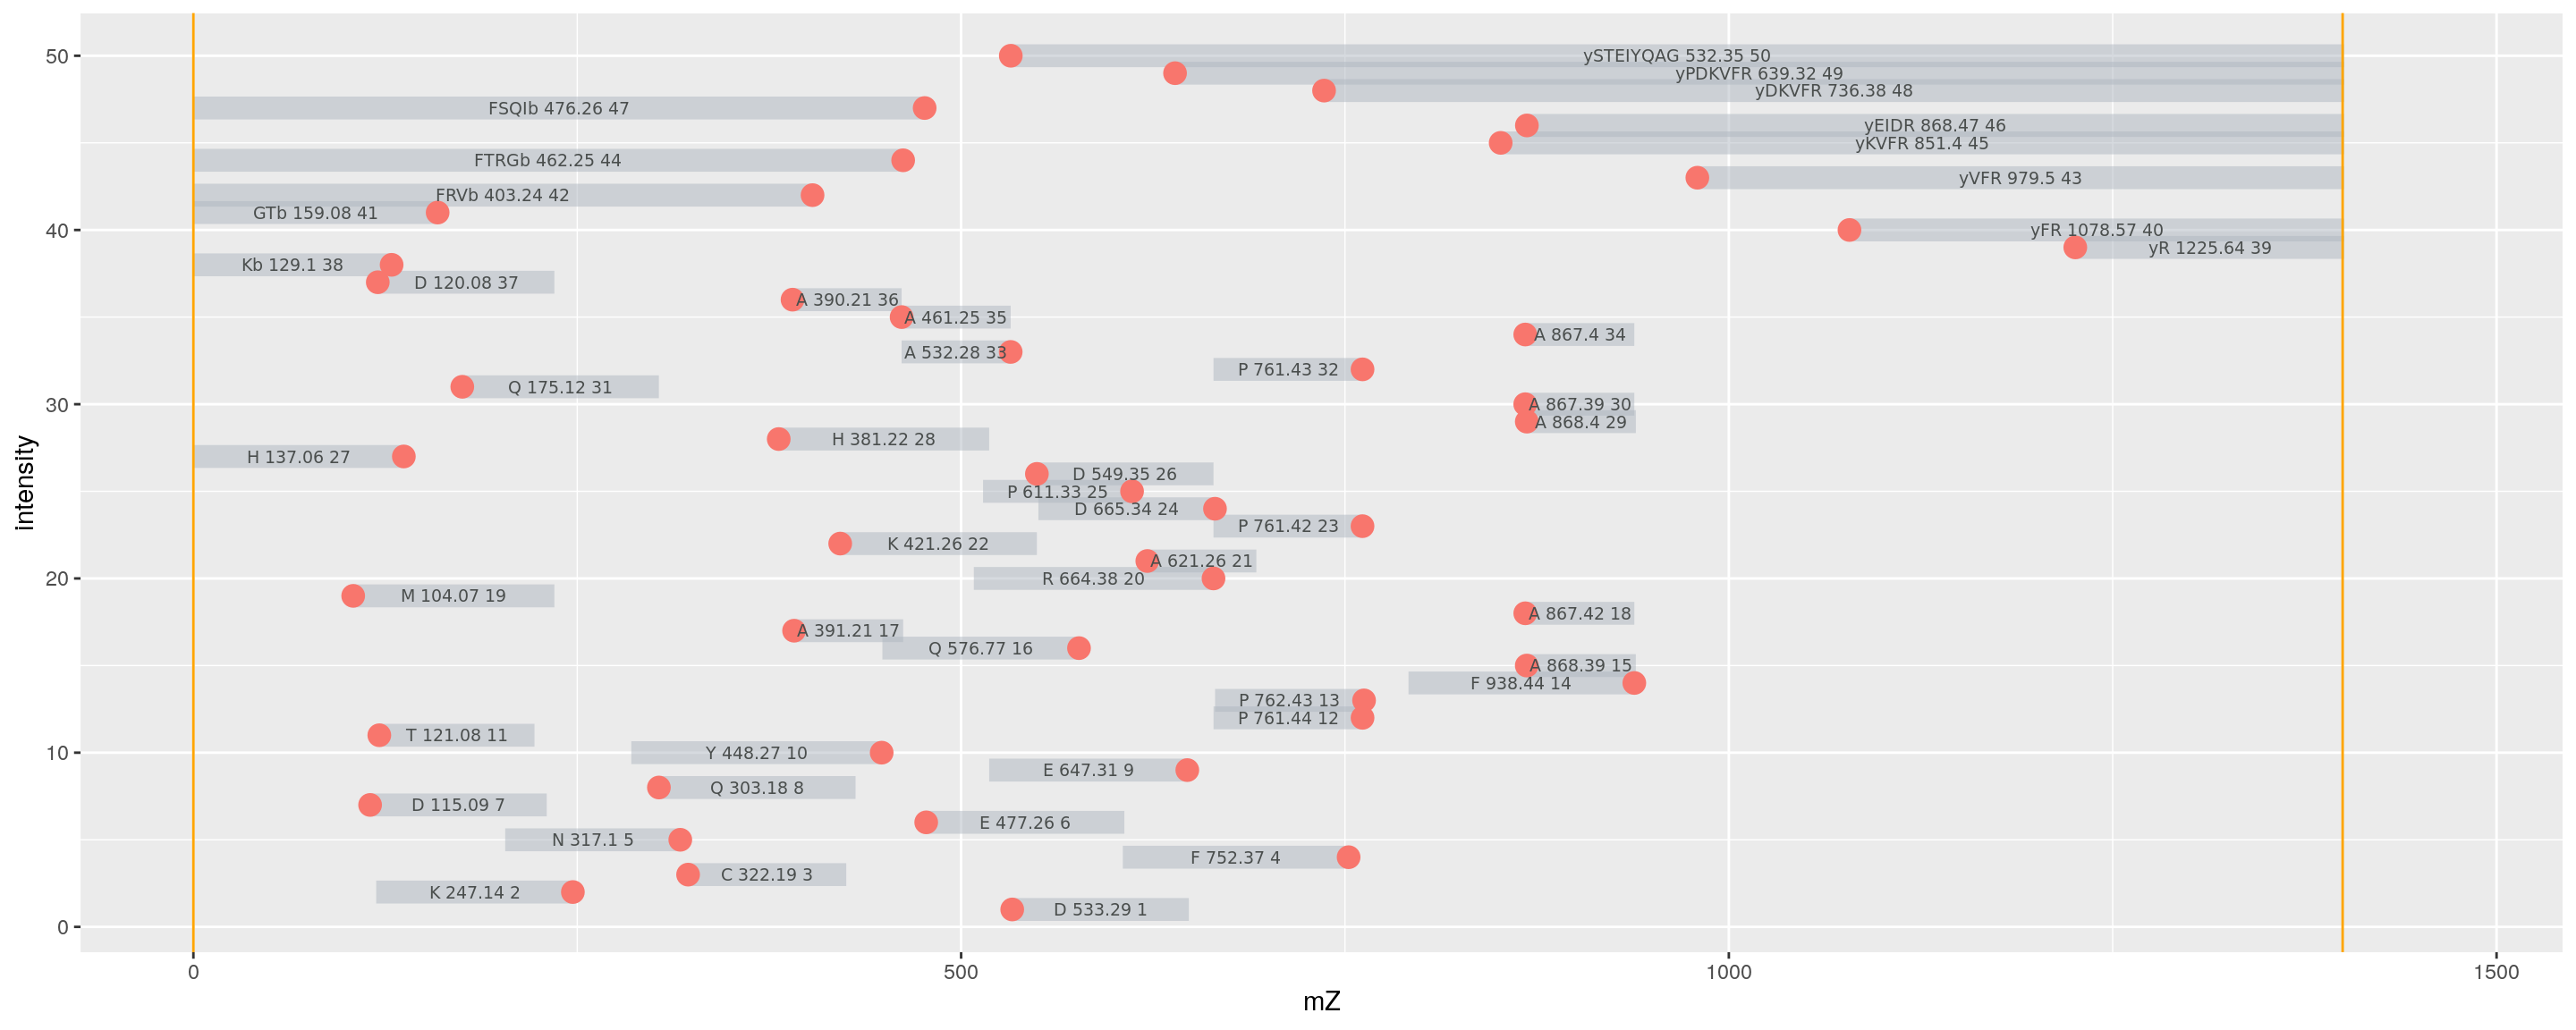 50
40
30
20
10
0
intensity
ySTEIYQAG 532.35 50
yPDKVFR 639.32 49
yDKVFR 736.38 48
FSQIb 476.26 47
yEIDR 868.47 46
yKVFR 851.4 45
FTRGb 462.25 44
yVFR 979.5 43
FRVb 403.24 42
GTb 159.08 41
yFR 1078.57 40
yR 1225.64 39
Kb 129.1 38
D 120.08 37
A 390.21 36
A 461.25 35
A 867.4 34
A 532.28 33
P 761.43 32
Q 175.12 31
A 867.39 30
A 868.4 29
H 381.22 28
H 137.06 27
D 549.35 26
P 611.33 25
D 665.34 24
P 761.42 23
K 421.26 22
A 621.26 21
R 664.38 20
M 104.07 19
A 867.42 18
A 391.21 17
Q 576.77 16
A 868.39 15
F 938.44 14
P 762.43 13
P 761.44 12
T 121.08 11
Y 448.27 10
E 647.31 9
Q 303.18 8
D 115.09 7
E 477.26 6
N 317.1 5
F 752.37 4
C 322.19 3
K 247.14 2
D 533.29 1
0 500 1000 1500
mZ